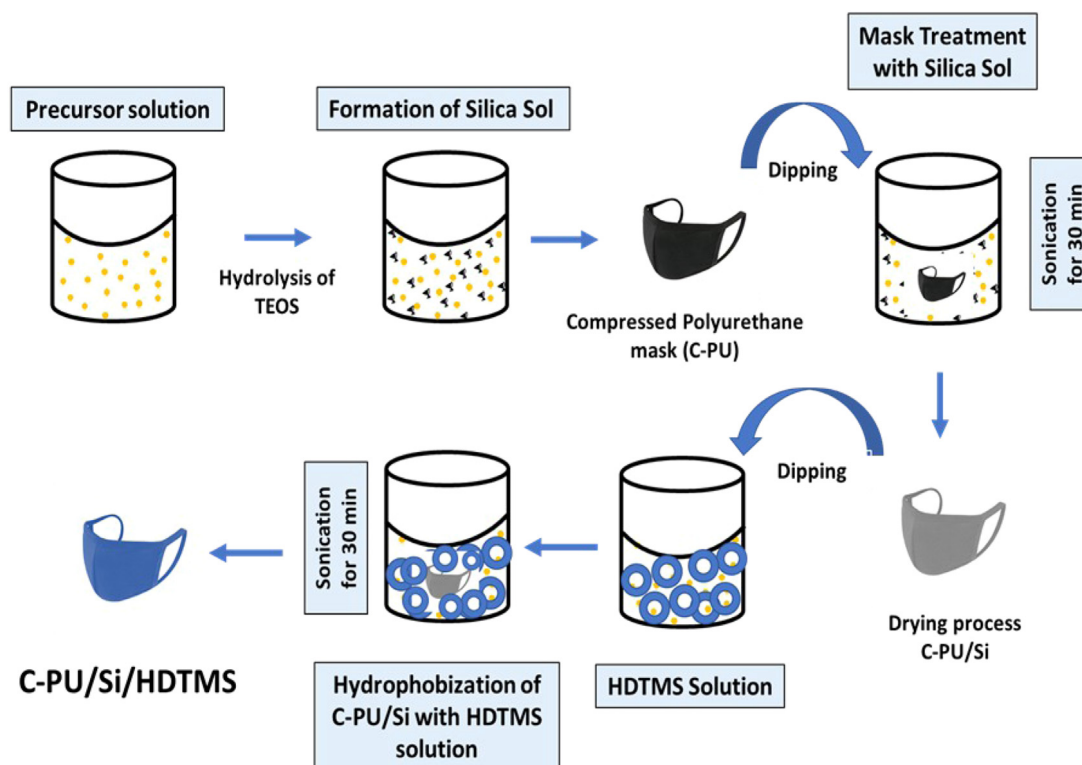 Precursor solution
Hydrolysis of
TEOS
Formation of Silica Sol
Compressed Polyurethane
mask (C-PU)
Dipping
Mask Treatment
with Silica Sol
Sonication
for 30 min
Drying process
C-PU/Si
Dipping
HDTMS Solution
Sonication
for 30 min
Hydrophobization of
C-PU/Si with HDTMS
solution
C-PU/Si/HDTMS